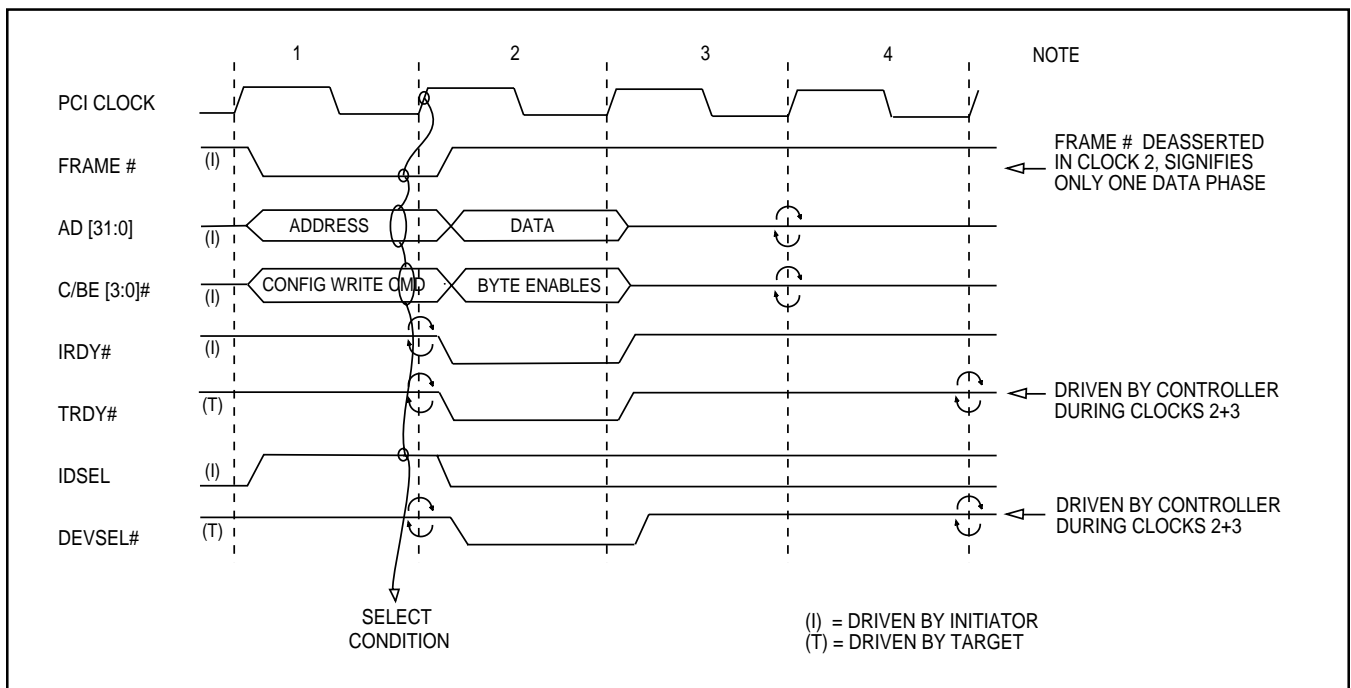 1 2 3 4 NOTE
PCI CLOCK
FRAME # (I)
FRAME # DEASSERTED
IN CLOCK 2, SIGNIFIES
ONLY ONE DATA PHASE
AD [31:0] (I) ADDRESS DATA
C/BE [3:0]# (I) CONFIG WRITE CMD BYTE ENABLES
IRDY# (I)
TRDY# (T)
DRIVEN BY CONTROLLER
DURING CLOCKS 2+3
IDSEL (I)
DEVSEL# (T)
DRIVEN BY CONTROLLER
DURING CLOCKS 2+3
SELECT
CONDITION
(I) = DRIVEN BY INITIATOR
(T) = DRIVEN BY TARGET